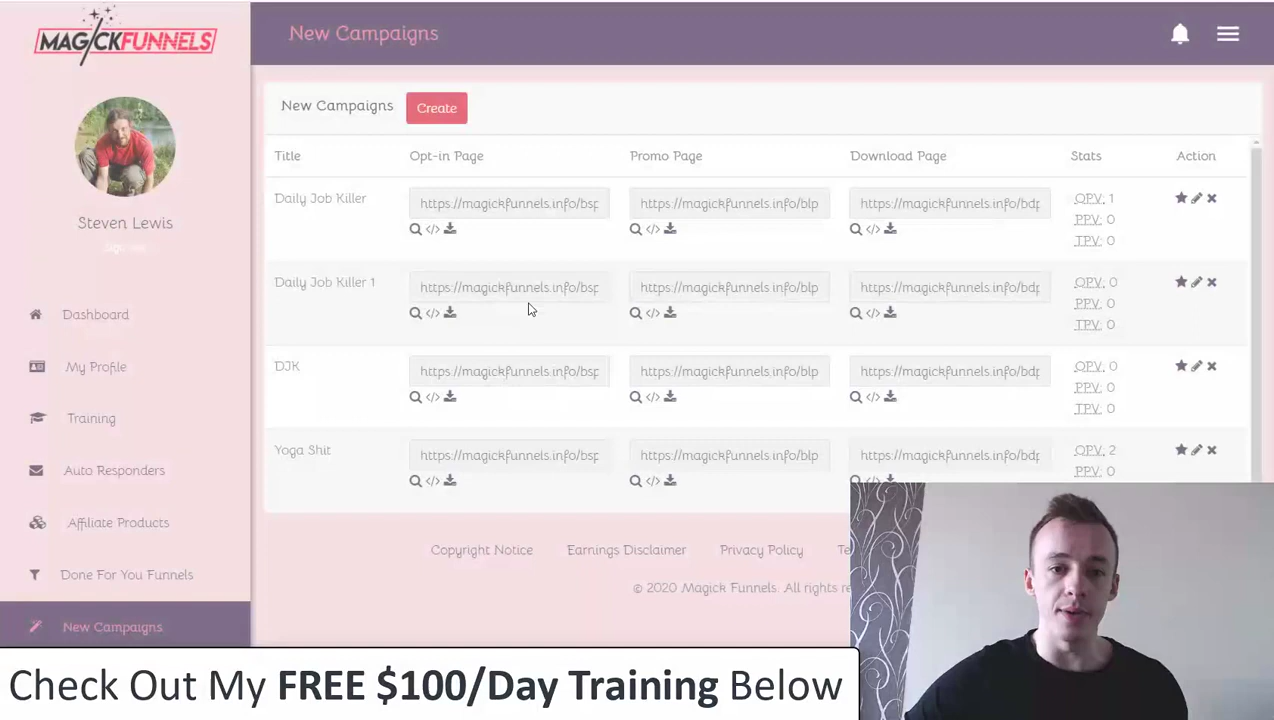 MAGICKFUNNELS
New Campaigns
Steven Lewis
Dashboard
My Profile
Training
Auto Responders
Affiliate Products
Done For You Funnels
New Campaigns
New Campaigns Create
Title Opt-in Page Promo Page Download Page Stats Action
Daily Job Killer https://magickfunnels.info/bsp https://magickfunnels.info/blp https://magickfunnels.info/bdp OPV: 1
PPV: 0
TPV: 0
Daily Job Killer 1 https://magickfunnels.info/bsp https://magickfunnels.info/blp https://magickfunnels.info/bdp OPV: 0
PPV: 0
TPV: 0
DJK https://magickfunnels.info/bsp https://magickfunnels.info/blp https://magickfunnels.info/bdp OPV: 0
PPV: 0
TPV: 0
Yoga Shit https://magickfunnels.info/bsp https://magickfunnels.info/blp https://magickfunnels.info/bdp OPV: 2
PPV: 0
Copyright Notice Earnings Disclaimer Privacy Policy
© 2020 Magick Funnels. All rights
Check Out My FREE $100/Day Training Below